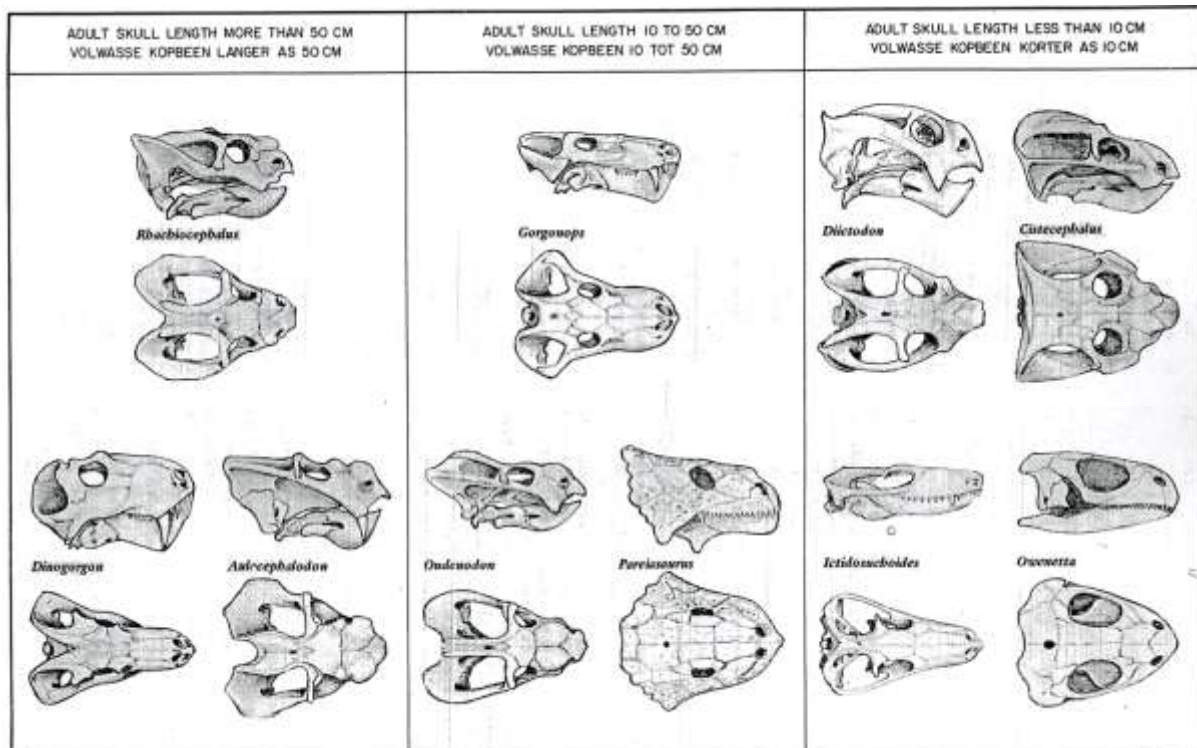 ADULT SKULL LENGTH MORE THAN 50 CM
VOLWASSE KOPBEEN LANGER AS 50 CM
ADULT SKULL LENGTH 10 TO 50 CM
VOLWASSE KOPBEEN 10 TOT 50 CM
ADULT SKULL LENGTH LESS THAN 10 CM
VOLWASSE KOPBEEN KORTER AS 10 CM
Rhachiocephalus
Gorgonops
Diictodon
Cistecephalus
Dinogorgon
Aulacephalodon
Oudenodon
Pareiasaurus
Ictidosuchoides
Owenetta